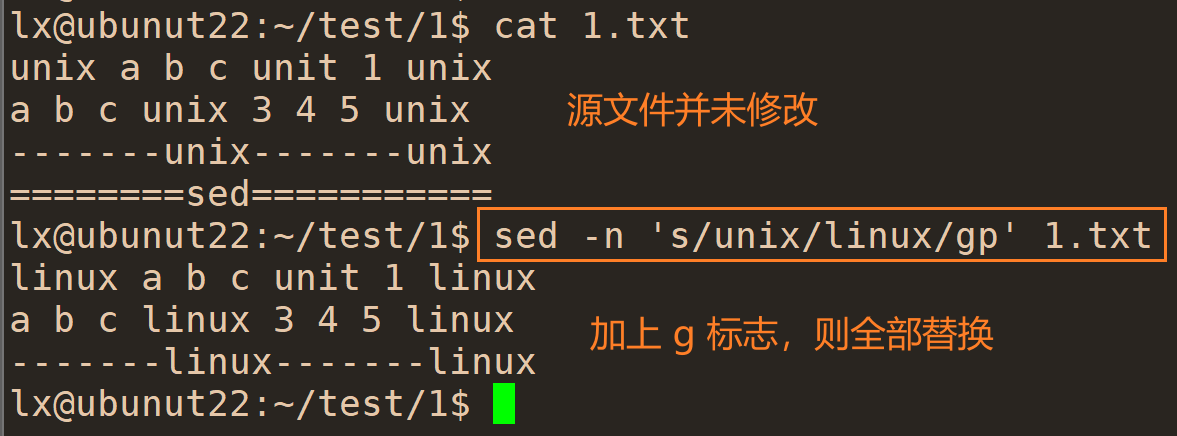 lx@ubunut22:~/test/1$ cat 1.txt
unix a b c unit 1 unix
a b c unix 3 4 5 unix
源文件并未修改
-------unix-------unix
========sed===========
lx@ubunut22:~/test/1$ sed -n 's/unix/linux/gp' 1.txt
linux a b c unit 1 linux
a b c linux 3 4 5 linux
加上 g 标志，则全部替换
-------linux-------linux
lx@ubunut22:~/test/1$